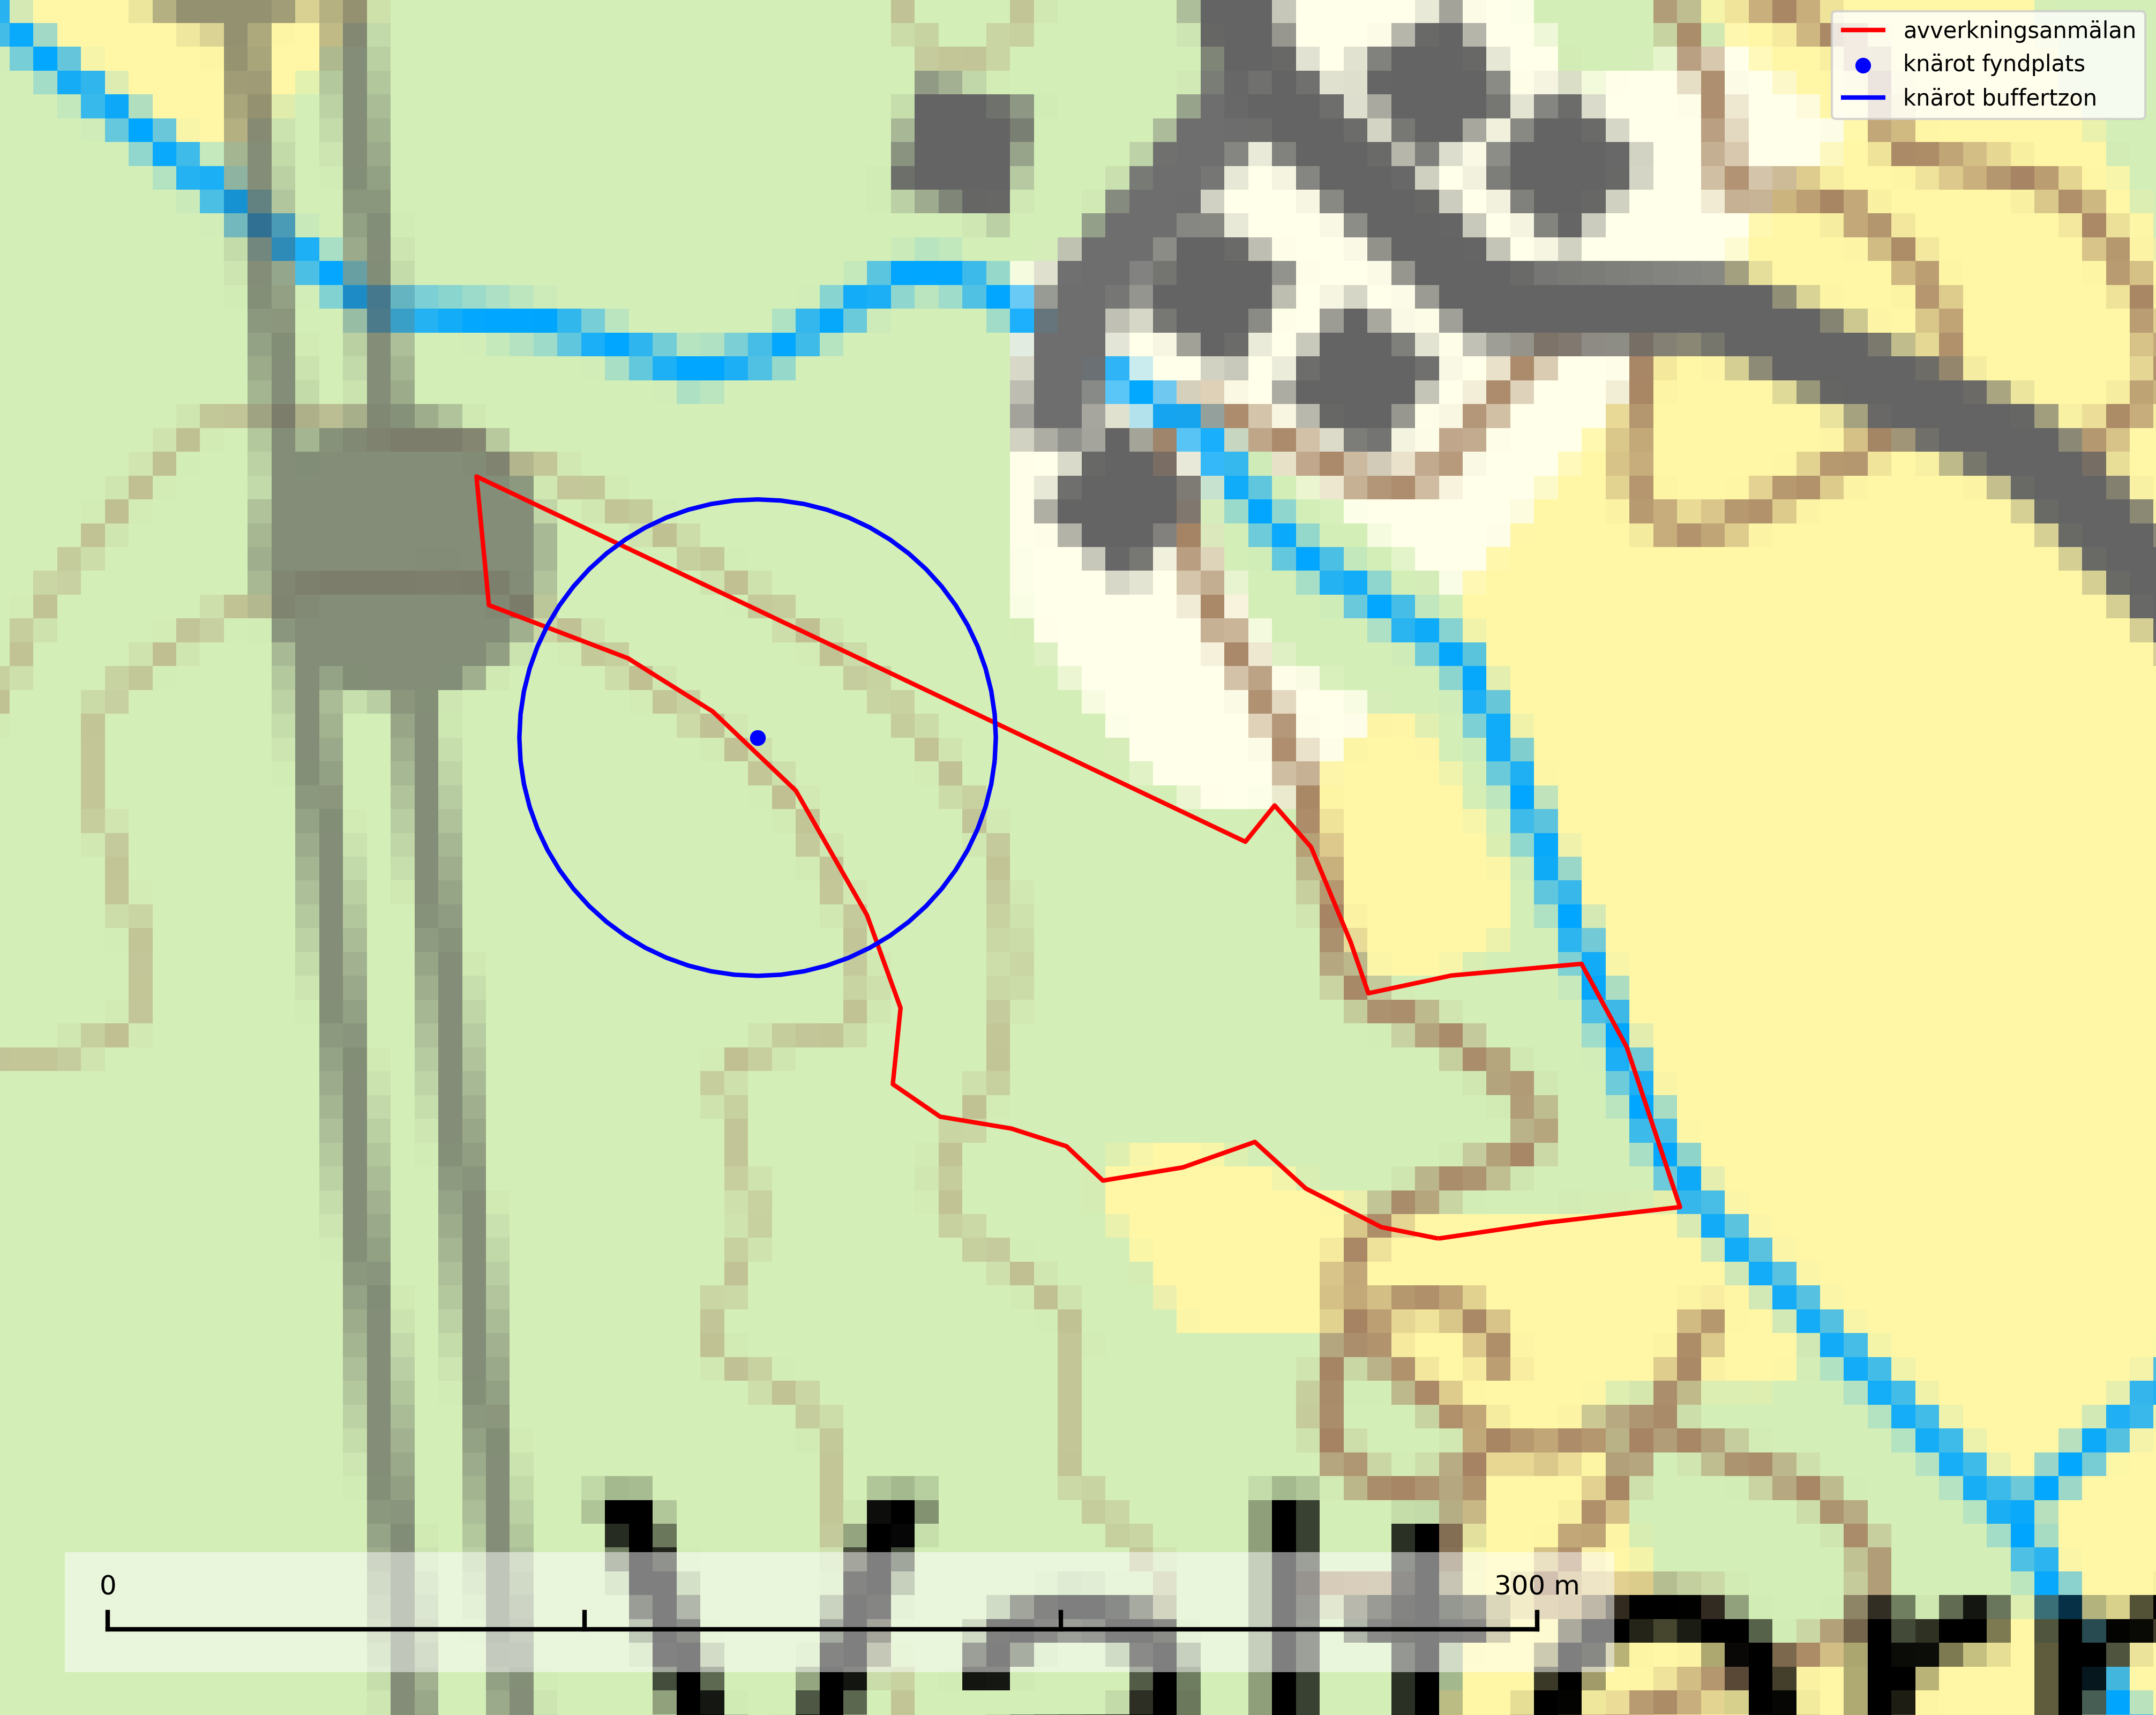 avverkningsanmälan
knärot fyndplats
knärot buffertzon
0
300 m